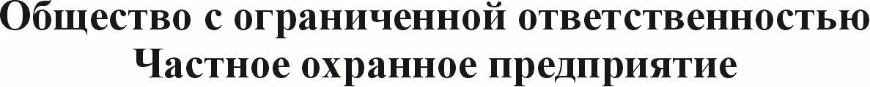 Общество с ограниченной ответственностью
Частное охранное предприятие